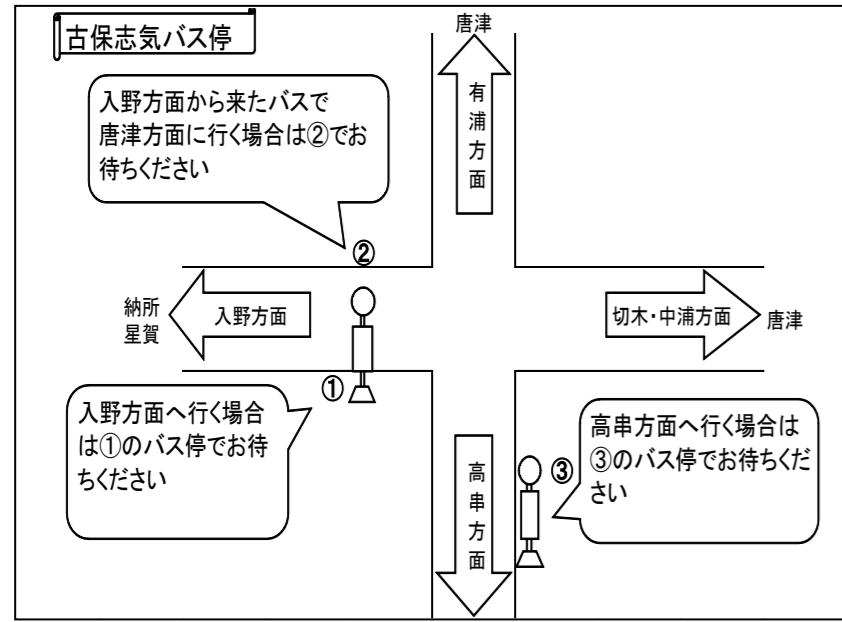 古保志気バス停
唐津
入野方面から来たバスで
唐津方面に行く場合は②でお
待ちください
有浦方面
②
納所
星賀
入野方面
切木・中浦方面
唐津
①
入野方面へ行く場合
は①のバス停でお待
ちください
高串方面
③
高串方面へ行く場合は
③のバス停でお待ちくだ
さい